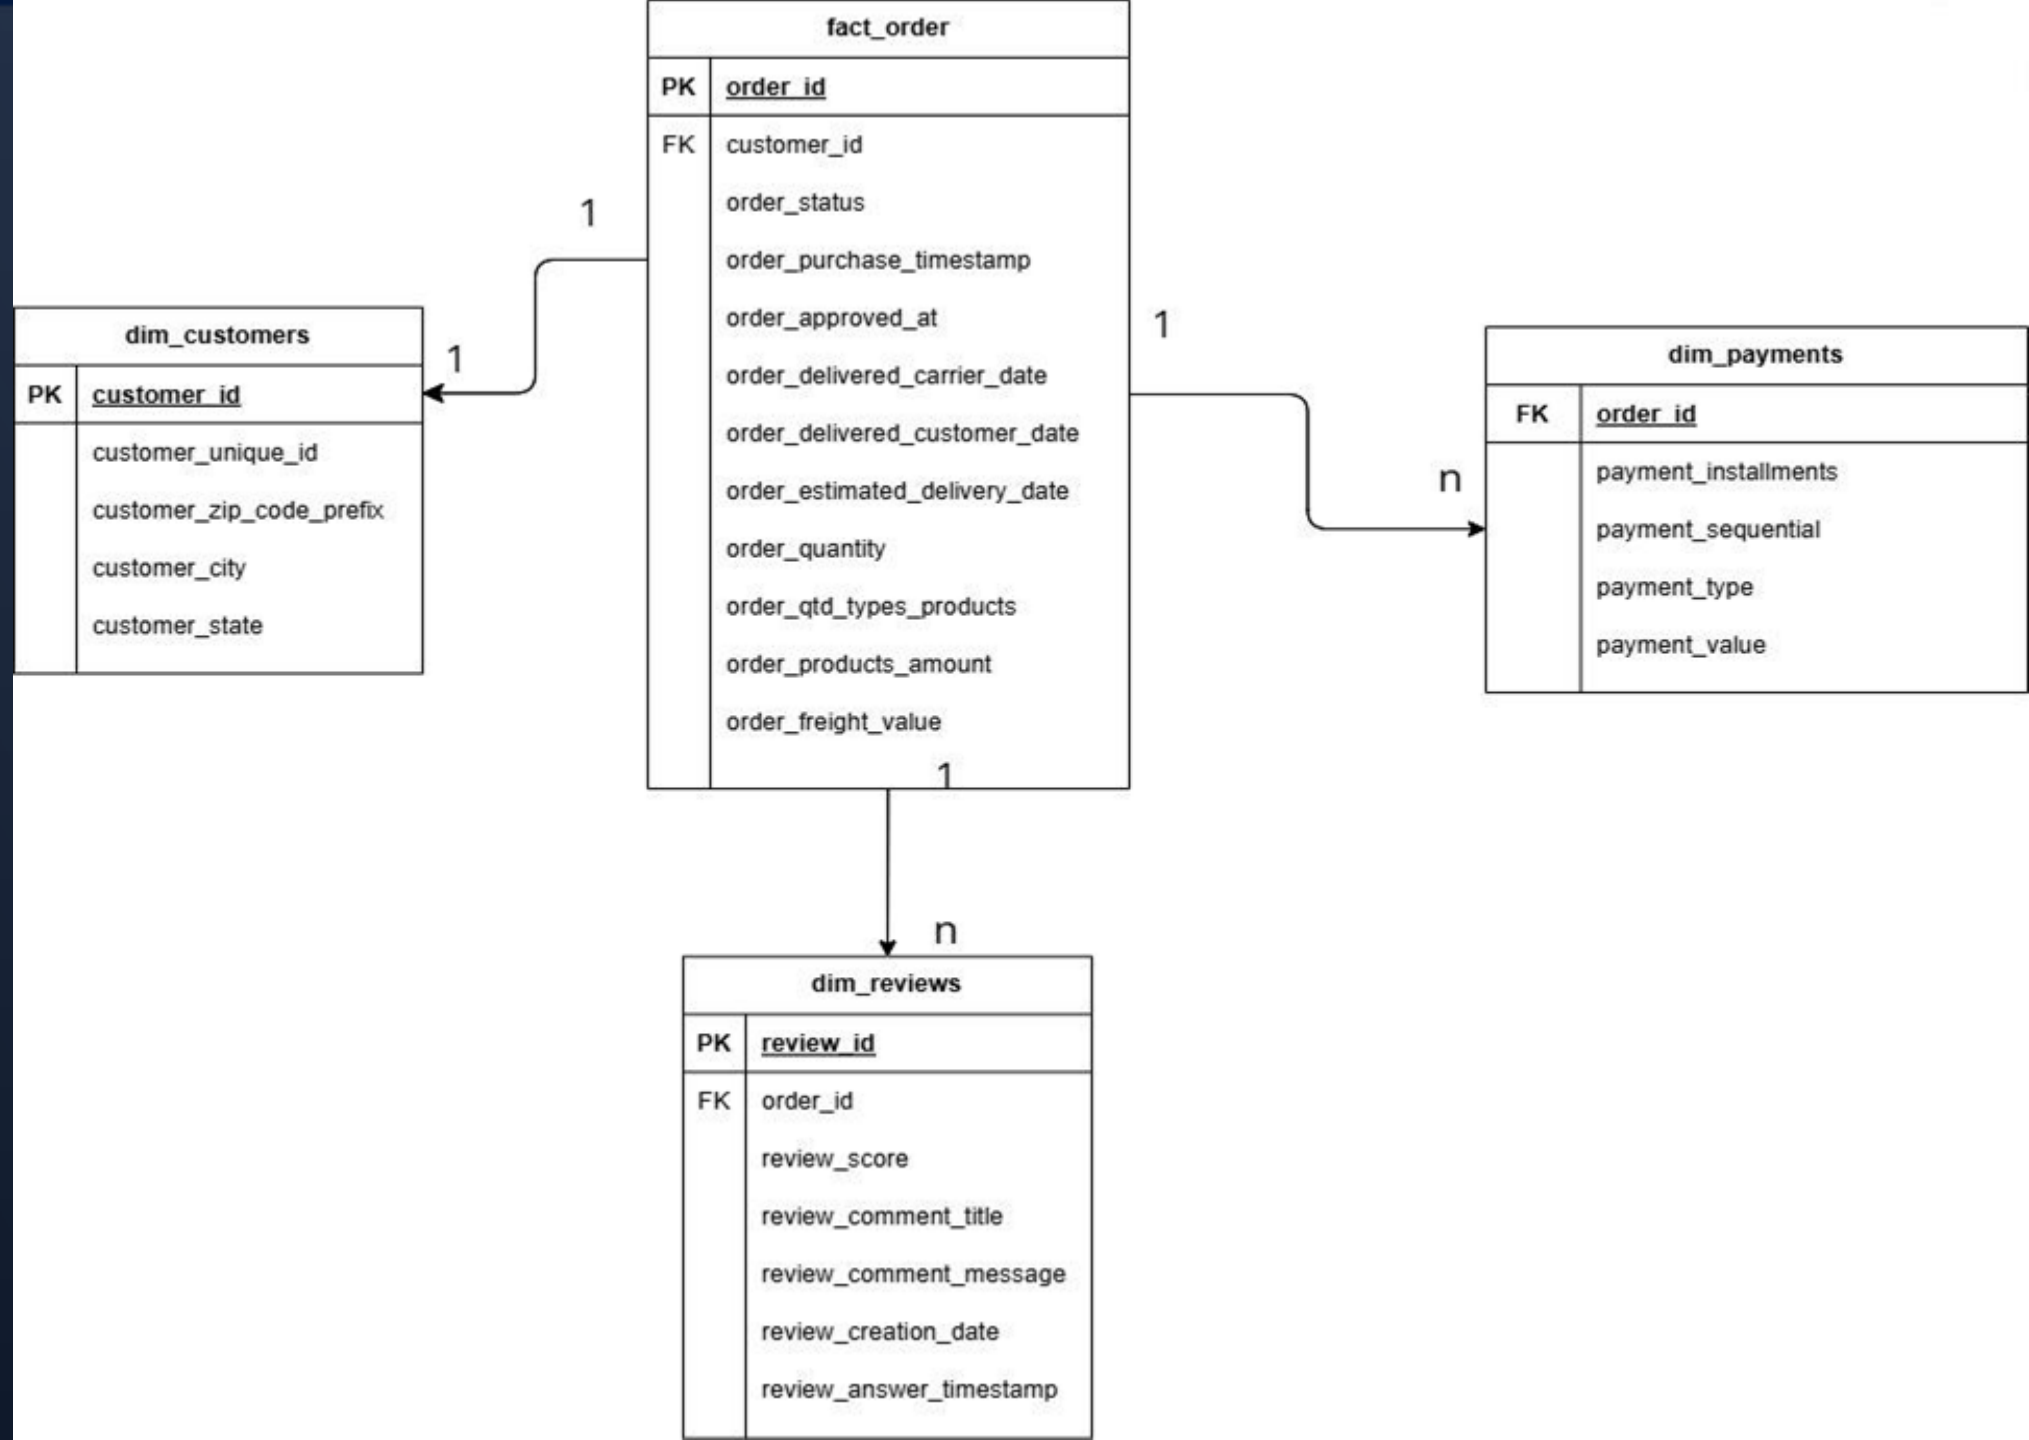 fact_order
PK order_id
FK customer_id
order_status
order_purchase_timestamp
order_approved_at
order_delivered_carrier_date
order_delivered_customer_date
order_estimated_delivery_date
order_quantity
order_qtd_types_products
order_products_amount
order_freight_value
1
1
dim_customers
PK customer_id
customer_unique_id
customer_zip_code_prefix
customer_city
customer_state
1
n
dim_payments
FK order_id
payment_installments
payment_sequential
payment_type
payment_value
1
n
dim_reviews
PK review_id
FK order_id
review_score
review_comment_title
review_comment_message
review_creation_date
review_answer_timestamp